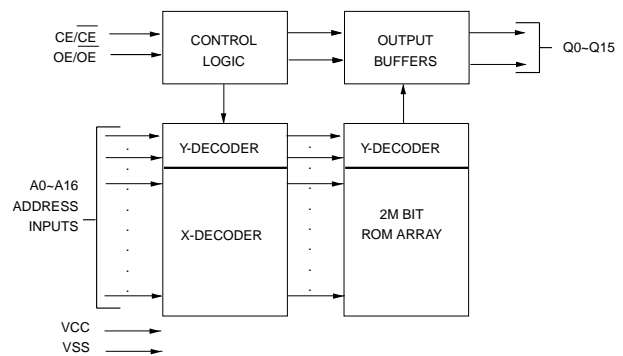 CE/CE
OE/OE
CONTROL
LOGIC
OUTPUT
BUFFERS
Q0~Q15
Y-DECODER
Y-DECODER
A0~A16
ADDRESS
INPUTS
X-DECODER
2M BIT
ROM ARRAY
VCC
VSS